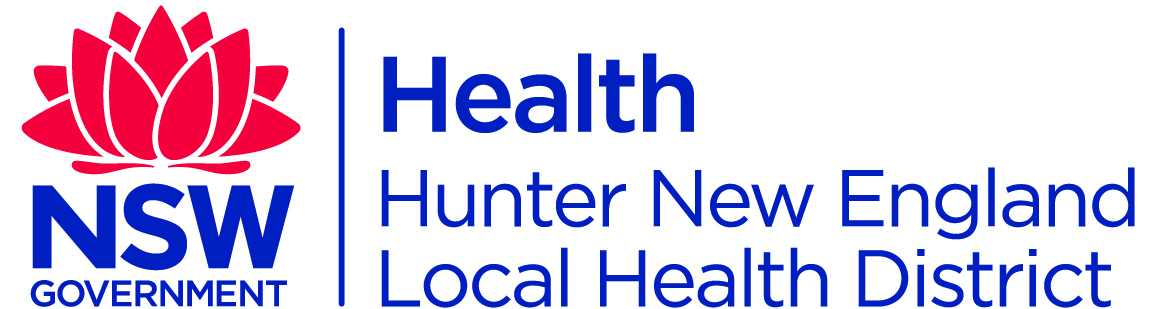 NSW
GOVERNMENT
Health
Hunter New England
Local Health District